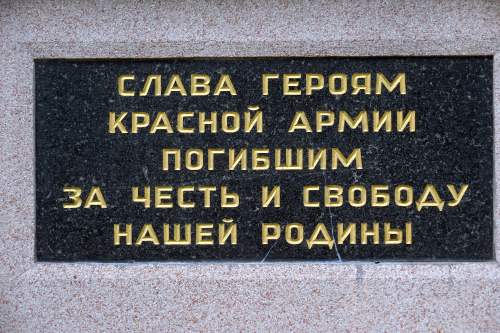 СЛАВА ГЕРОЯМ
КРАСНОЙ АРМИИ
ПОГИБШИМ
ЗА ЧЕСТЬ И СВОБОДУ
НАШЕЙ РОДИНЫ